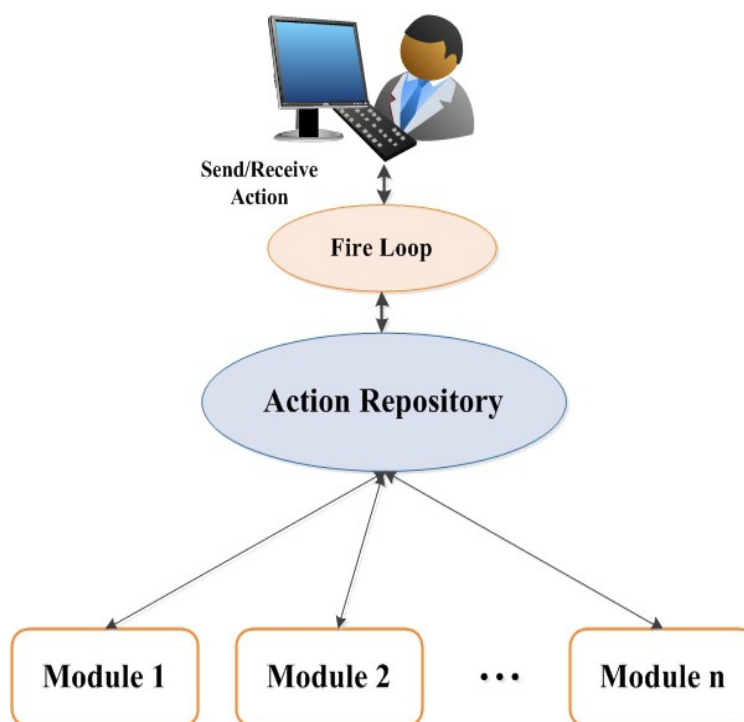 Send/Receive
Action
Fire Loop
Action Repository
Module 1
Module 2
...
Module n